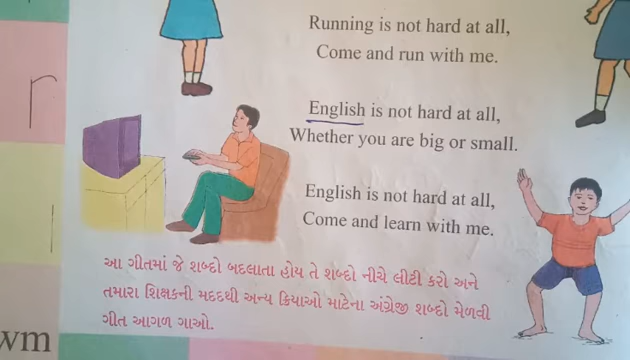 Running is not hard at all,
Come and run with me.
English is not hard at all,
Whether you are big or small.
English is not hard at all,
Come and learn with me.
r
wm
આ ગીતમાં જે શબ્દો બદલાતા હોય તે શબ્દો નીચે લીટી કરો અને
તમારા શિક્ષકની મદદથી અન્ય ક્રિયાઓ માટેના અંગ્રેજી શબ્દો મેળવી
ગીત આગળ ગાઓ.